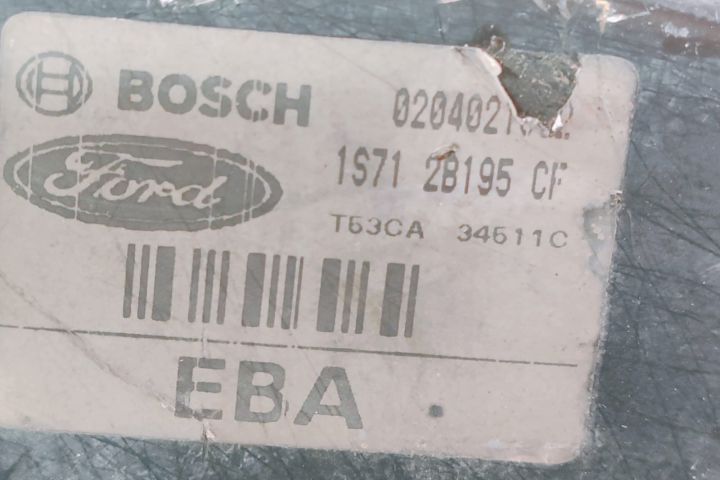 BOSCH
Ford
1S71 2B195 CF
T53CA 34511C
EBA